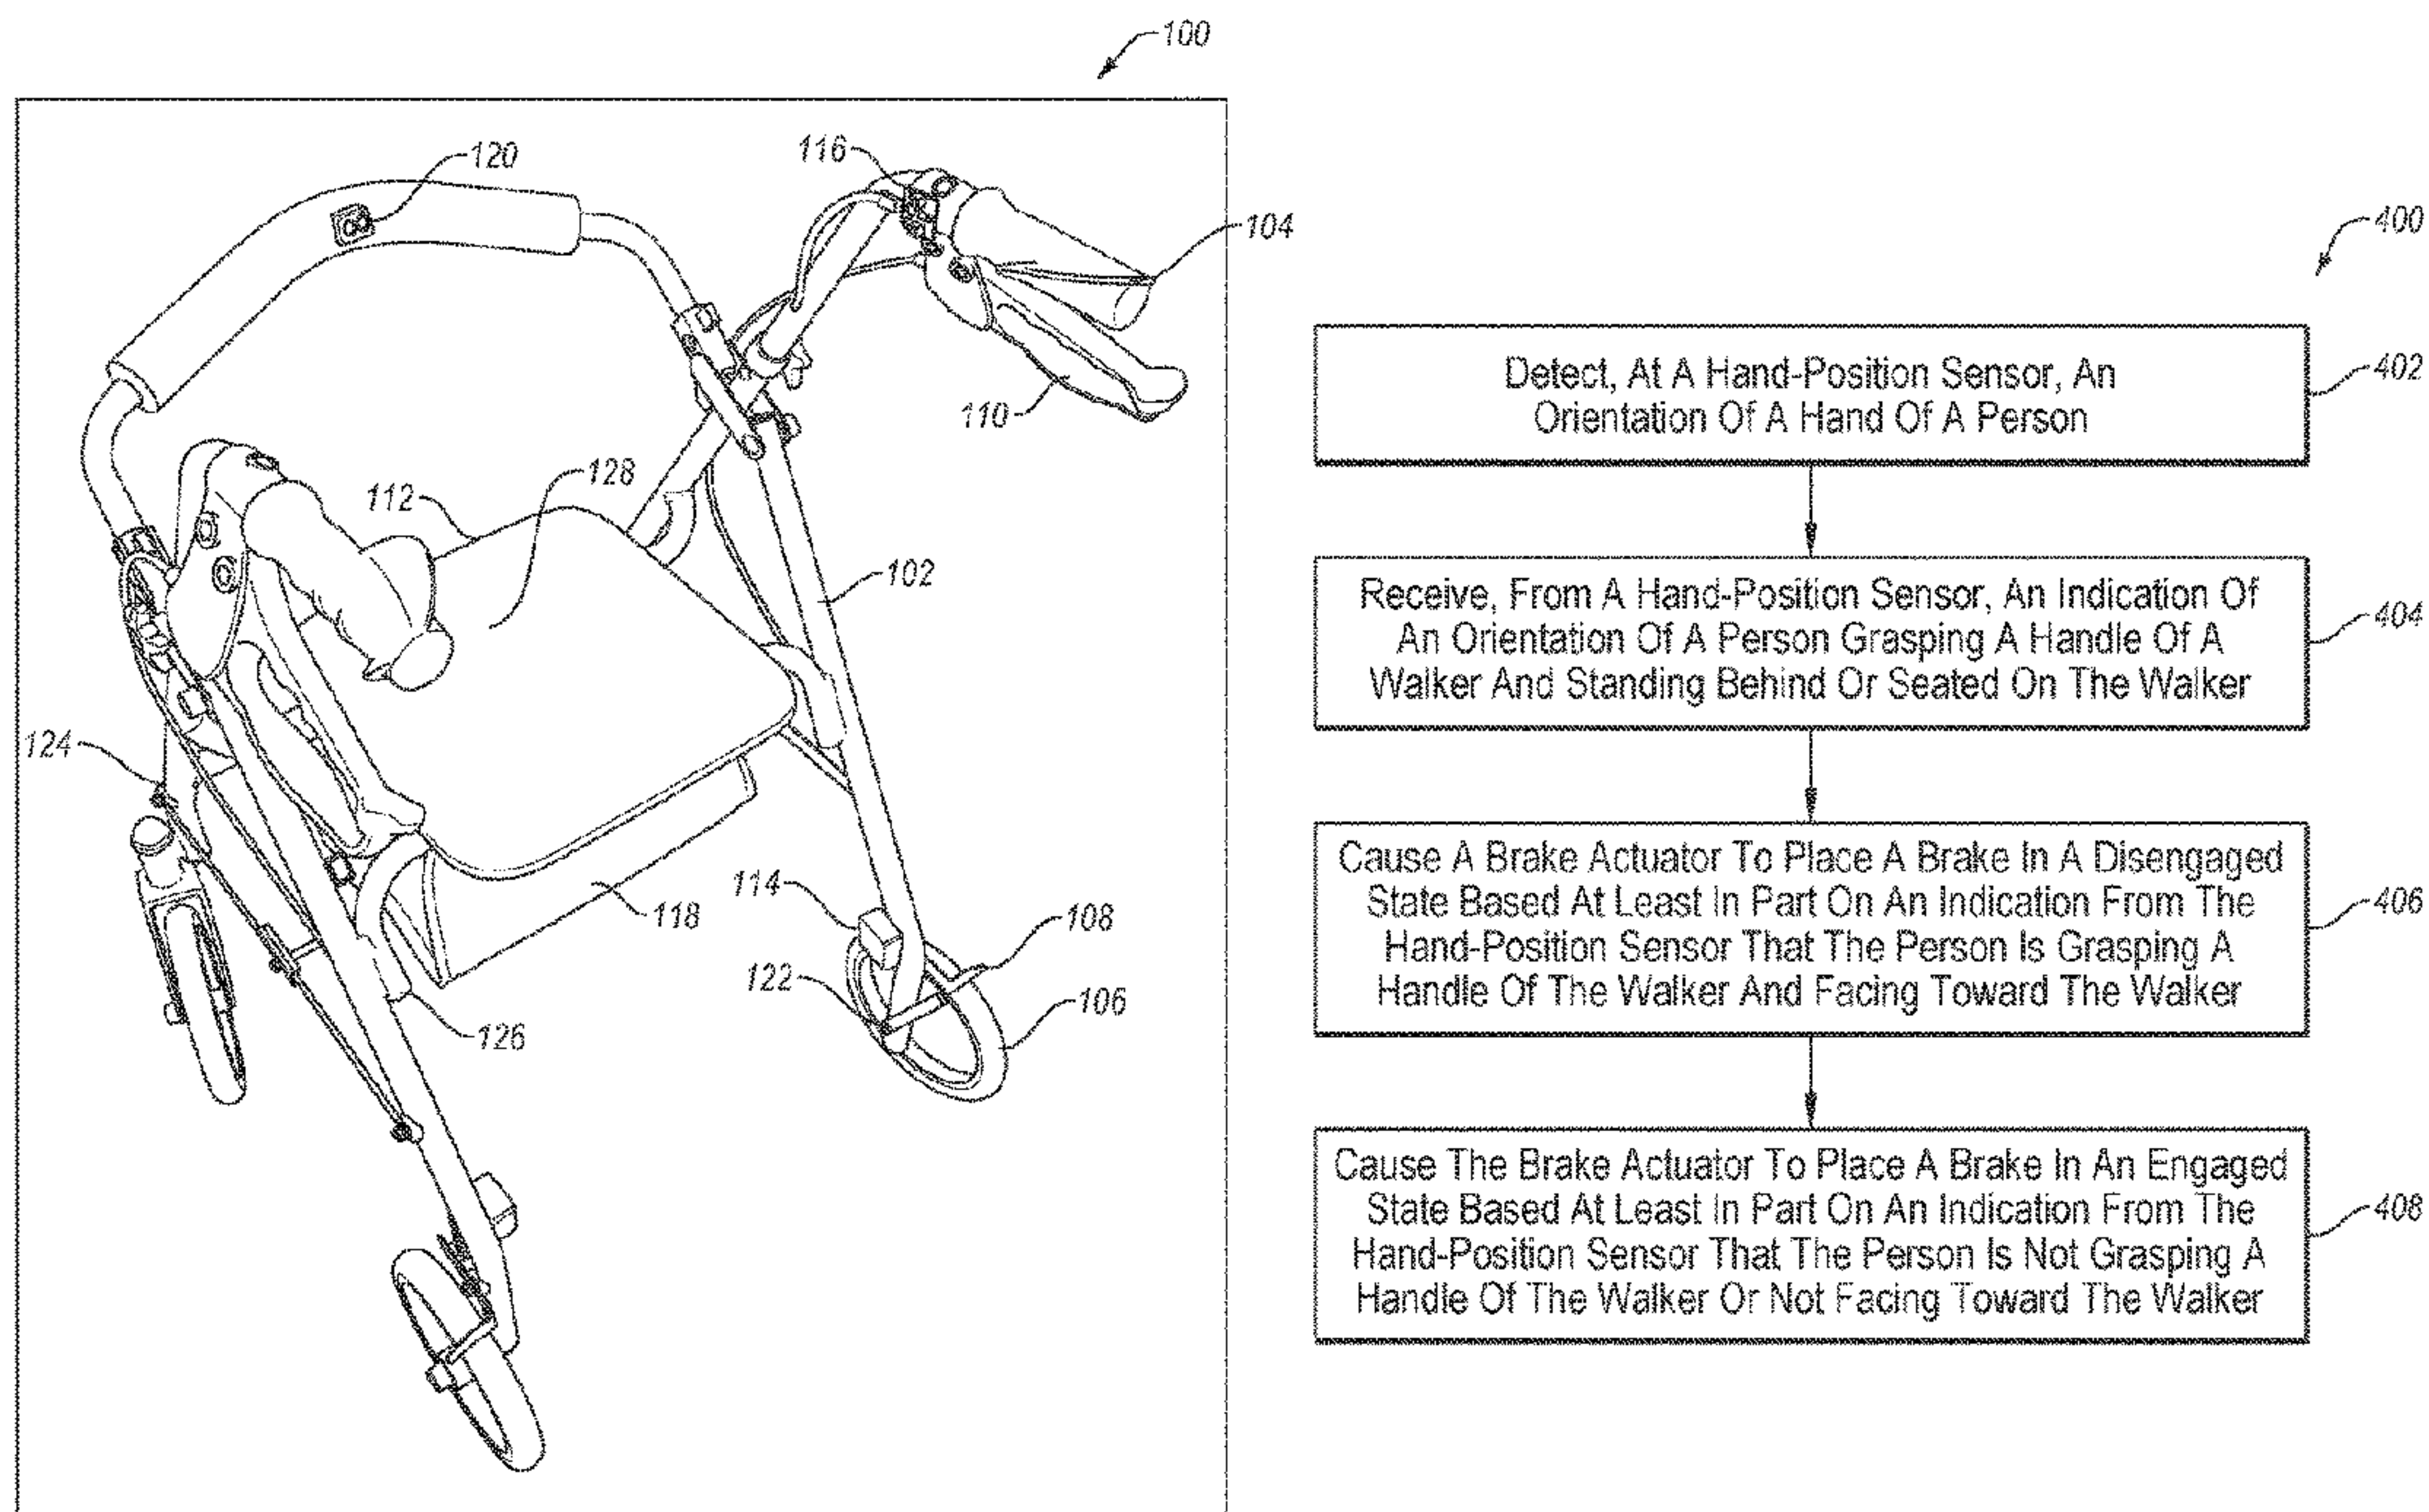 100
120
116
104
110
112
128
102
124
114
118
108
122
106
126
400
Detect, At A Hand-Position Sensor, An
Orientation Of A Hand Of A Person
402
Receive, From A Hand-Position Sensor, An Indication Of
An Orientation Of A Person Grasping A Handle Of A
Walker And Standing Behind Or Seated On The Walker
404
Cause A Brake Actuator To Place A Brake In A Disengaged
State Based At Least In Part On An Indication From The
Hand-Position Sensor That The Person Is Grasping A
Handle Of The Walker And Facing Toward The Walker
406
Cause The Brake Actuator To Place A Brake In An Engaged
State Based At Least In Part On An Indication From The
Hand-Position Sensor That The Person Is Not Grasping A
Handle Of The Walker Or Not Facing Toward The Walker
408